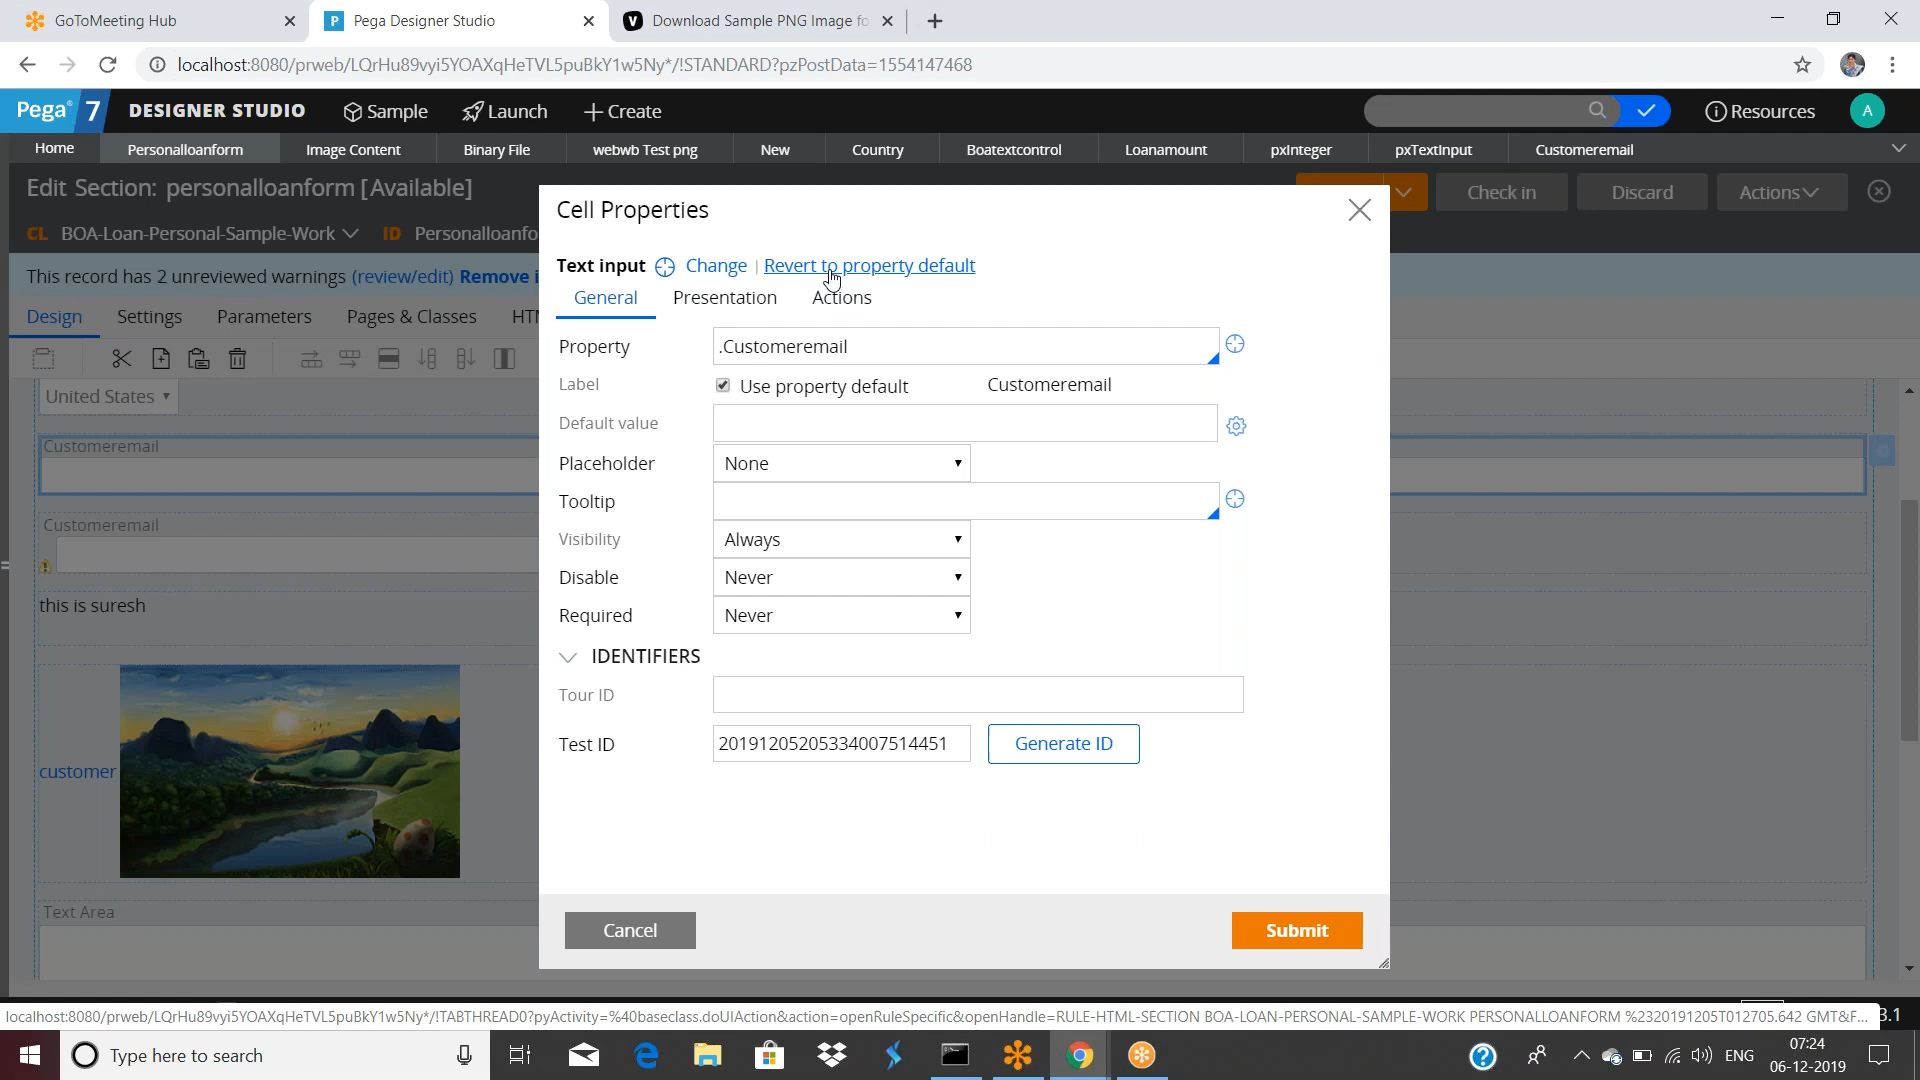 GoToMeeting Hub
Pega Designer Studio
Download Sample PNG Image fo
localhost:8080/prweb/LQrHu89vyi5YOAXqHeTVL5puBkY1w5Ny*/!STANDARD?pzPostData=1554147468
Pega 7 DESIGNER STUDIO Sample Launch Create Resources A
Home Personalloanform Image Content Binary File webwb Test png New Country Boatextcontrol Loanamount pxInteger pxTextInput Customeremail
Edit Section: personalloanform [Available] Check in Discard Actions
CL BOA-Loan-Personal-Sample-Work ID Personalloanfo
This record has 2 unreviewed warnings (review/edit) Remove i
Design Settings Parameters Pages & Classes HT
United States
Customeremail
Customeremail
this is suresh
customer
Text Area
Cell Properties
Text input Change | Revert to property default
General Presentation Actions
Property .Customeremail
Label Use property default Customeremail
Default value
Placeholder None
Tooltip
Visibility Always
Disable Never
Required Never
IDENTIFIERS
Tour ID
Test ID 20191205205334007514451 Generate ID
Cancel Submit
localhost:8080/prweb/LQrHu89vyi5YOAXqHeTVL5puBkY1w5Ny*/!TABTHREAD0?pyActivity=%40baseclass.doUIAction&action=openRuleSpecific&openHandle=RULE-HTML-SECTION BOA-LOAN-PERSONAL-SAMPLE-WORK PERSONALLOANFORM %2320191205T012705.642 GMT&F... 3.1
Type here to search
ENG
07:24
06-12-2019